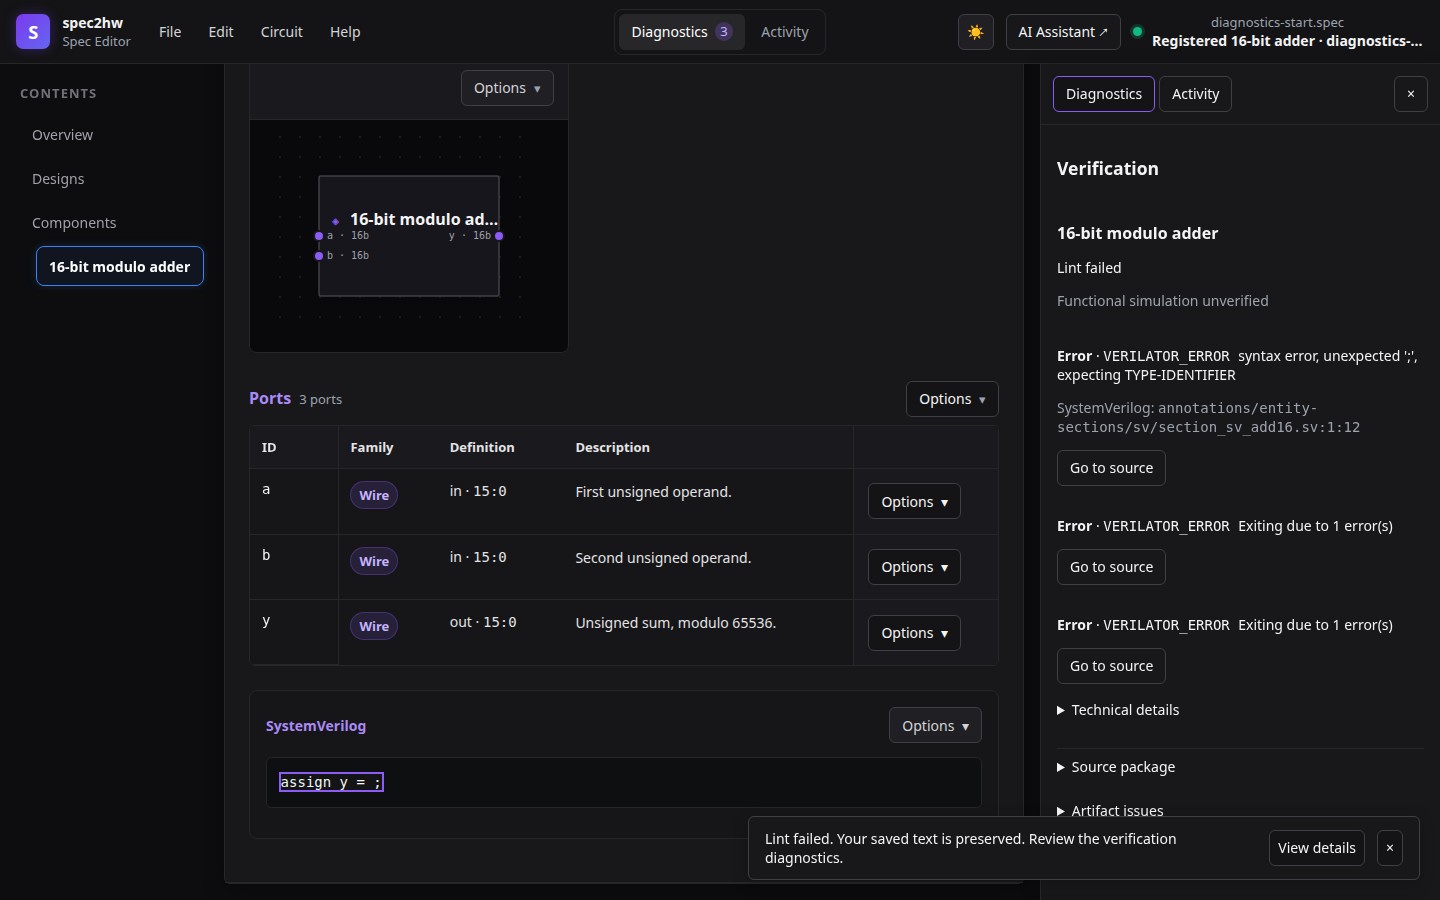 S
spec2hw
Spec Editor
File
Edit
Circuit
Help
Diagnostics 3
Activity
AI Assistant ↗
diagnostics-start.spec
Registered 16-bit adder · diagnostics-...
CONTENTS
Overview
Designs
Components
16-bit modulo adder
Options ▾
16-bit modulo ad...
a · 16b
y · 16b
b · 16b
Ports 3 ports
Options ▾
ID Family Definition Description
a Wire in · 15:0 First unsigned operand. Options ▾
b Wire in · 15:0 Second unsigned operand. Options ▾
y Wire out · 15:0 Unsigned sum, modulo 65536. Options ▾
SystemVerilog
Options ▾
assign y = ;
Diagnostics
Activity
×
Verification
16-bit modulo adder
Lint failed
Functional simulation unverified
Error · VERILATOR_ERROR syntax error, unexpected ';',
expecting TYPE-IDENTIFIER
SystemVerilog: annotations/entity-
sections/sv/section_sv_add16.sv:1:12
Go to source
Error · VERILATOR_ERROR Exiting due to 1 error(s)
Go to source
Error · VERILATOR_ERROR Exiting due to 1 error(s)
Go to source
▶ Technical details
▶ Source package
▶ Artifact issues
Lint failed. Your saved text is preserved. Review the verification
diagnostics.
View details
×